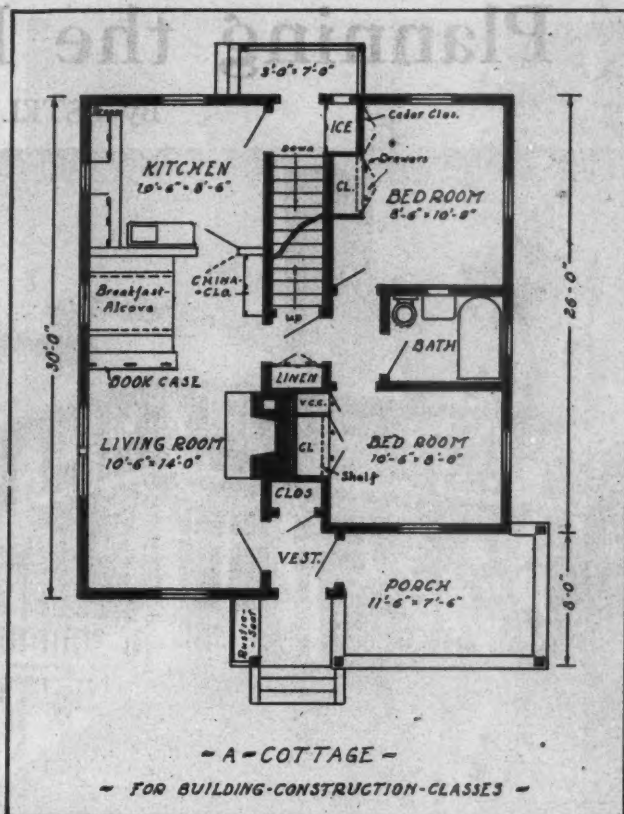 Planning the
3'-0" = 7'-0"
ICE
Cedar Clos.
Down
KITCHEN
10'-6" = 8'-6"
Drawers
CL.
BED ROOM
8'-6" = 10'-0"
Breakfast-
Alcove
CHINA-
-CLO.
30'-0"
26'-0"
UP
BATH
BOOK CASE
LINEN
LIVING ROOM
10'-6" = 14'-0"
BED ROOM
10'-6" = 8'-0"
CL
Shelf
CLOS
VEST.
PORCH
11'-6" = 7'-6"
8'-0"
-Seat
~ A - COTTAGE ~
~ FOR BUILDING-CONSTRUCTION-CLASSES ~